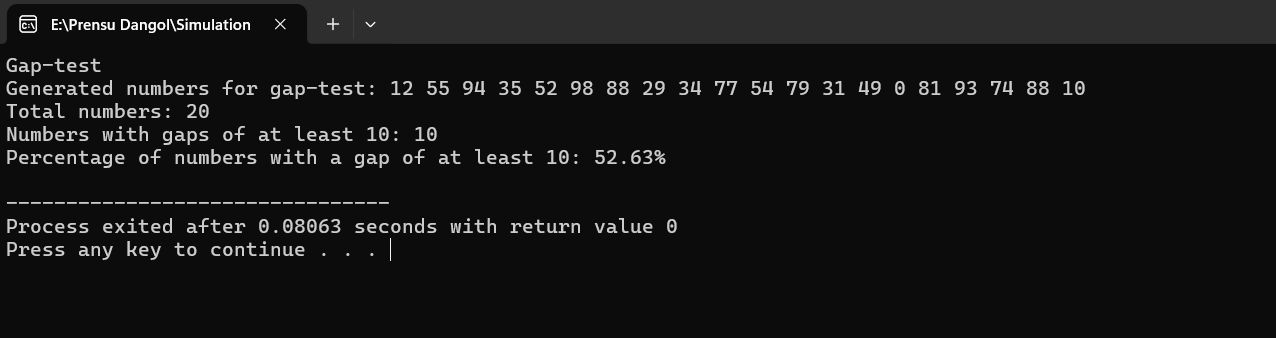 E:\Prensu Dangol\Simulation
Gap-test
Generated numbers for gap-test: 12 55 94 35 52 98 88 29 34 77 54 79 31 49 0 81 93 74 88 10
Total numbers: 20
Numbers with gaps of at least 10: 10
Percentage of numbers with a gap of at least 10: 52.63%
--------------------------------
Process exited after 0.08063 seconds with return value 0
Press any key to continue . . .